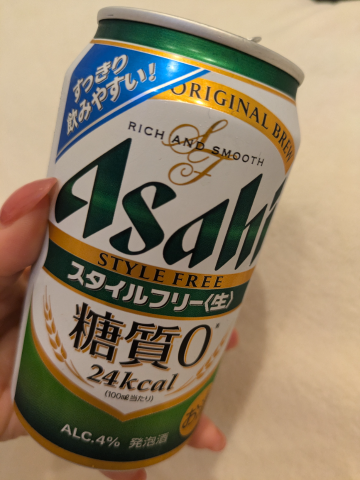 すっきり
飲みやすい!
ORIGINAL BREW
RICH AND SMOOTH
SF
Asahi
STYLE FREE
スタイルフリー〈生〉
糖質0*
24kcal
(100ml当たり)
ALC.4% 発泡酒